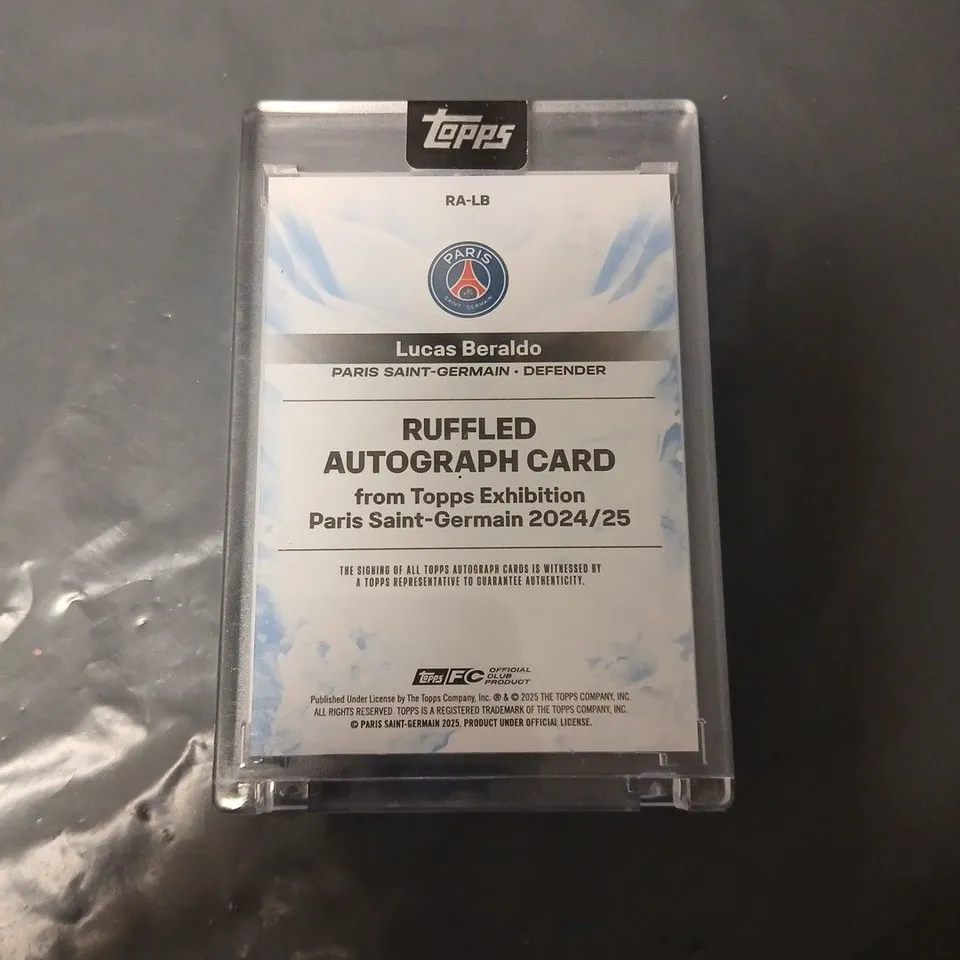 topps
RA-LB
PARIS
SAINT-GERMAIN
Lucas Beraldo
PARIS SAINT-GERMAIN • DEFENDER
RUFFLED
AUTOGRAPH CARD
from Topps Exhibition
Paris Saint-Germain 2024/25
THE SIGNING OF ALL TOPPS AUTOGRAPH CARDS IS WITNESSED BY
A TOPPS REPRESENTATIVE TO GUARANTEE AUTHENTICITY.
topps FC OFFICIAL
CLUB
PRODUCT
Published Under License by The Topps Company, Inc. ® & © 2025 THE TOPPS COMPANY, INC.
ALL RIGHTS RESERVED. TOPPS IS A REGISTERED TRADEMARK OF THE TOPPS COMPANY, INC.
© PARIS SAINT-GERMAIN 2025. PRODUCT UNDER OFFICIAL LICENSE.